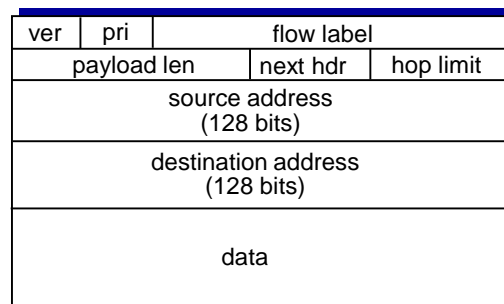 ver pri flow label
payload len next hdr hop limit
source address
(128 bits)
destination address
(128 bits)
data